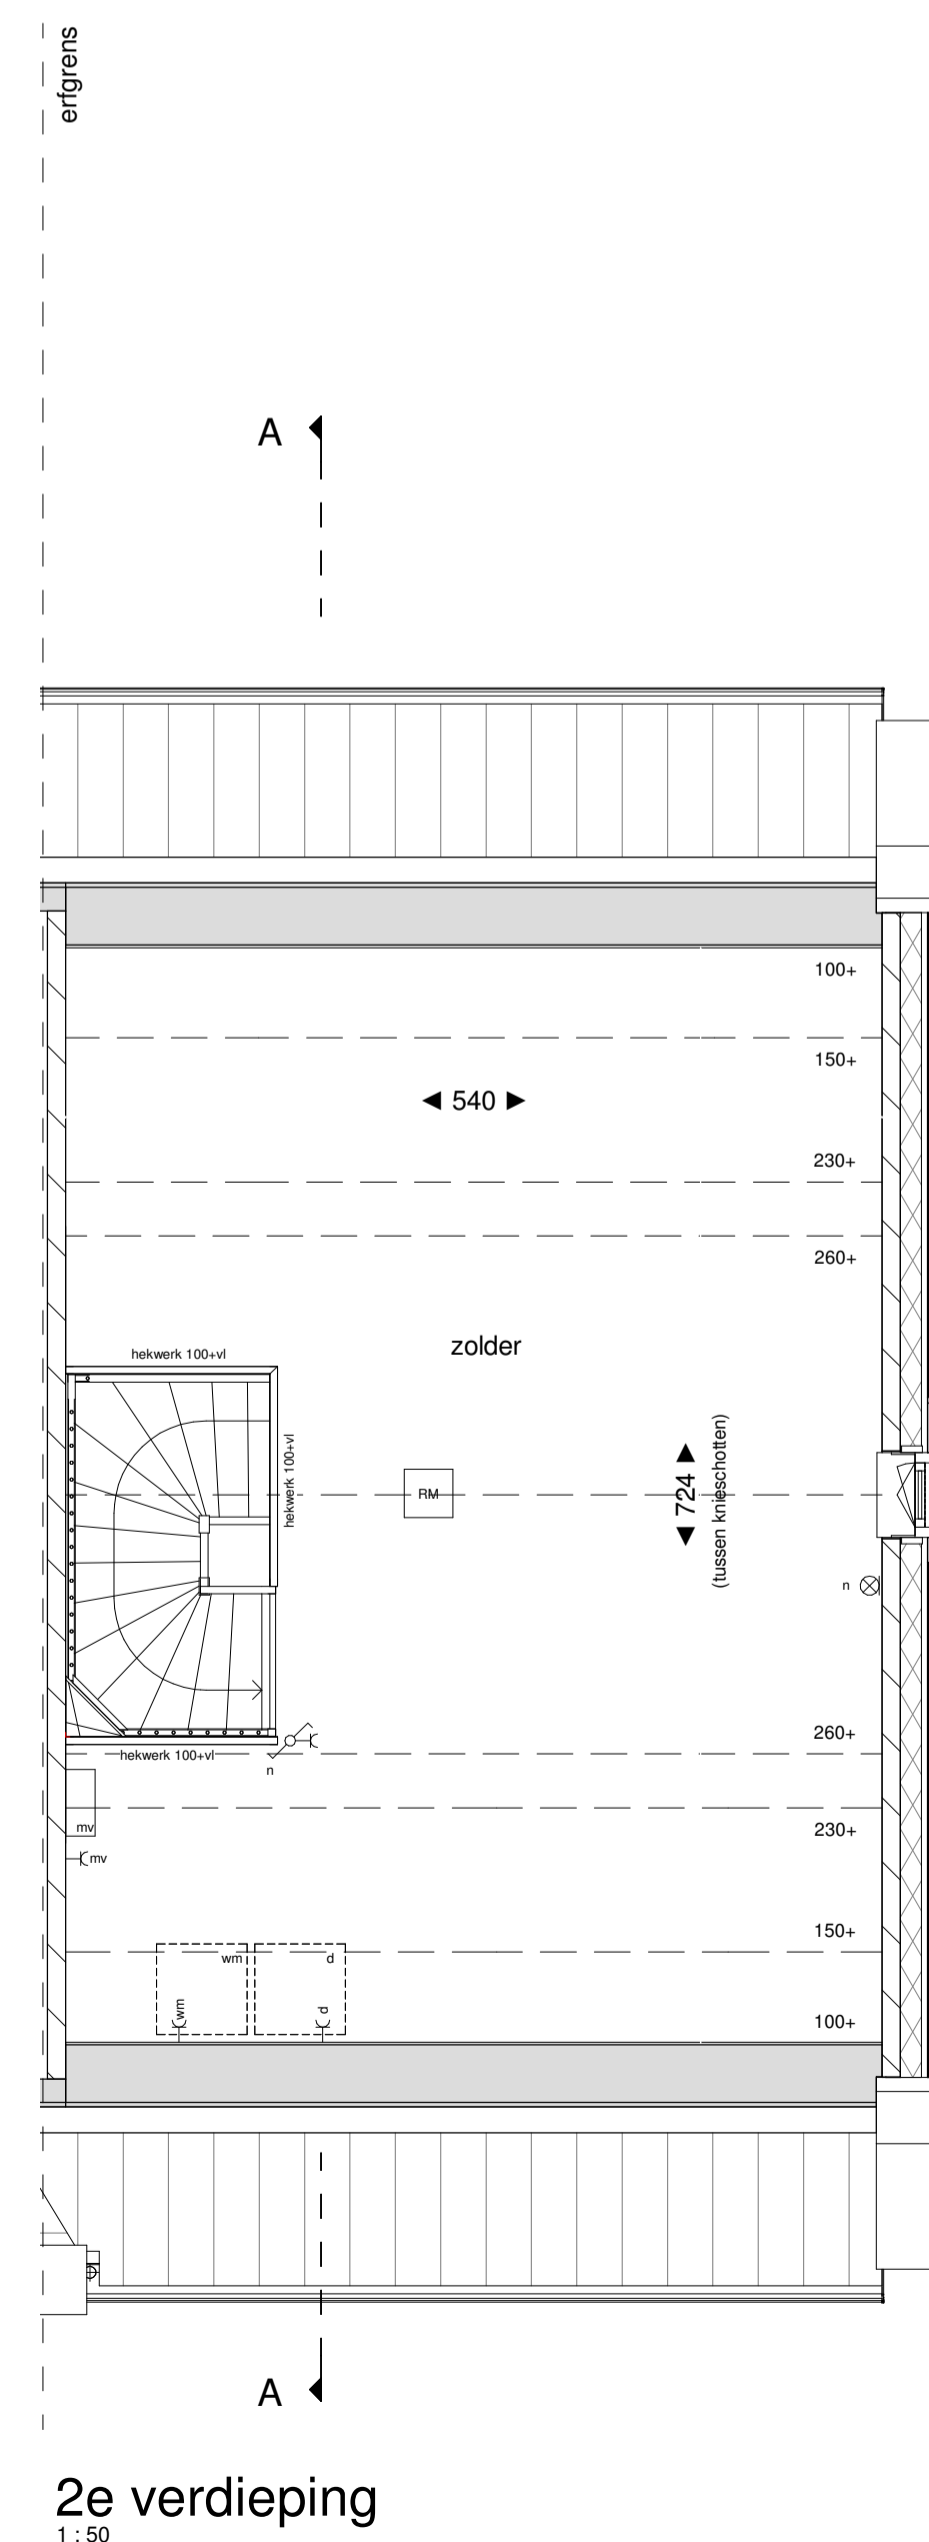 erfgrens
A
100+
150+
◄ 540 ►
230+
260+
zolder
hekwerk 100+vl
hekwerk 100+vl
RM
◄ 724 ►
(tussen knieschotten)
n
260+
hekwerk 100+vl
n
mv
230+
mv
150+
wm
d
wm
d
100+
A
2e verdieping
1 : 50